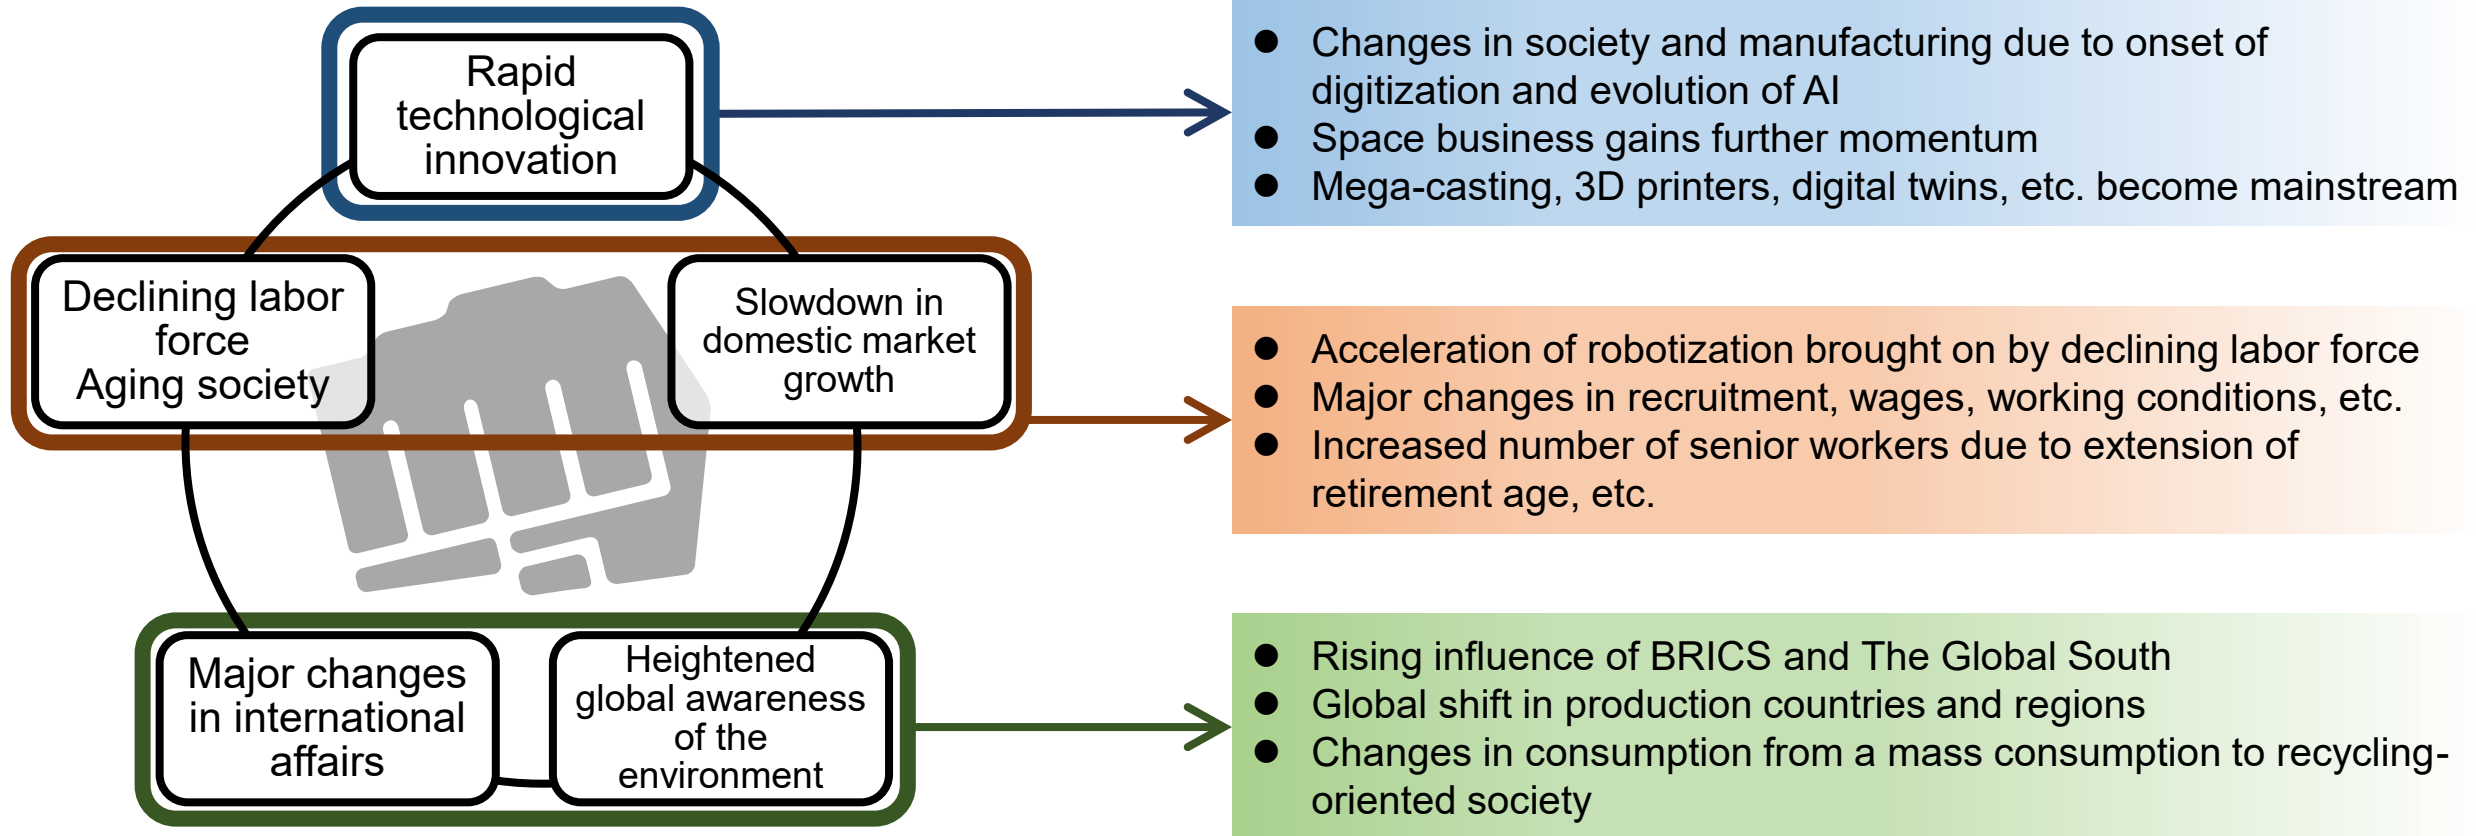 Rapid
technological
innovation
Declining labor
force
Aging society
Slowdown in
domestic market
growth
Major changes
in international
affairs
Heightened
global awareness
of the
environment
● Changes in society and manufacturing due to onset of
digitization and evolution of AI
● Space business gains further momentum
● Mega-casting, 3D printers, digital twins, etc. become mainstream
● Acceleration of robotization brought on by declining labor force
● Major changes in recruitment, wages, working conditions, etc.
● Increased number of senior workers due to extension of
retirement age, etc.
● Rising influence of BRICS and The Global South
● Global shift in production countries and regions
● Changes in consumption from a mass consumption to recycling-
oriented society